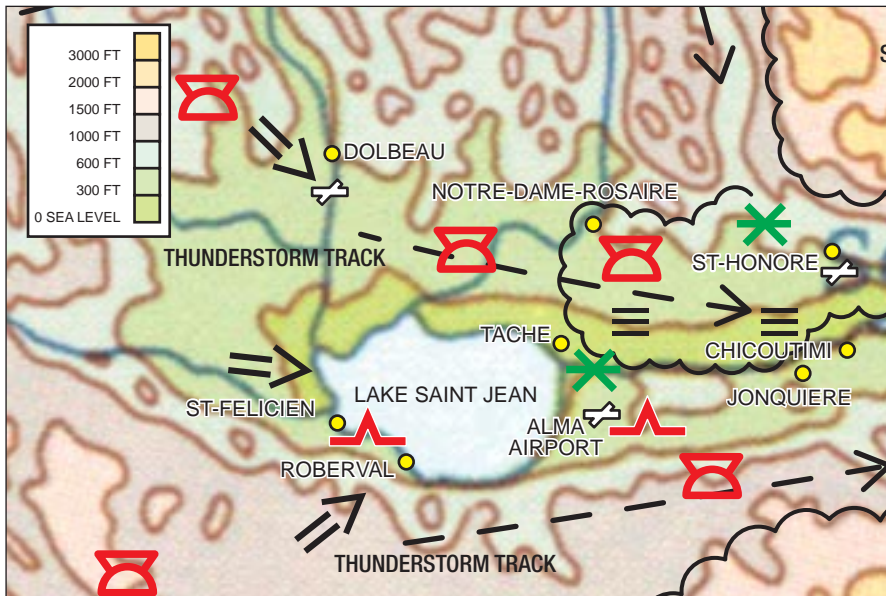 3000 FT
2000 FT
1500 FT
1000 FT
600 FT
300 FT
0 SEA LEVEL
S
DOLBEAU
NOTRE-DAME-ROSAIRE
THUNDERSTORM TRACK
ST-HONORE
TACHE
CHICOUTIMI
LAKE SAINT JEAN
JONQUIERE
ST-FELICIEN
ALMA
AIRPORT
ROBERVAL
THUNDERSTORM TRACK